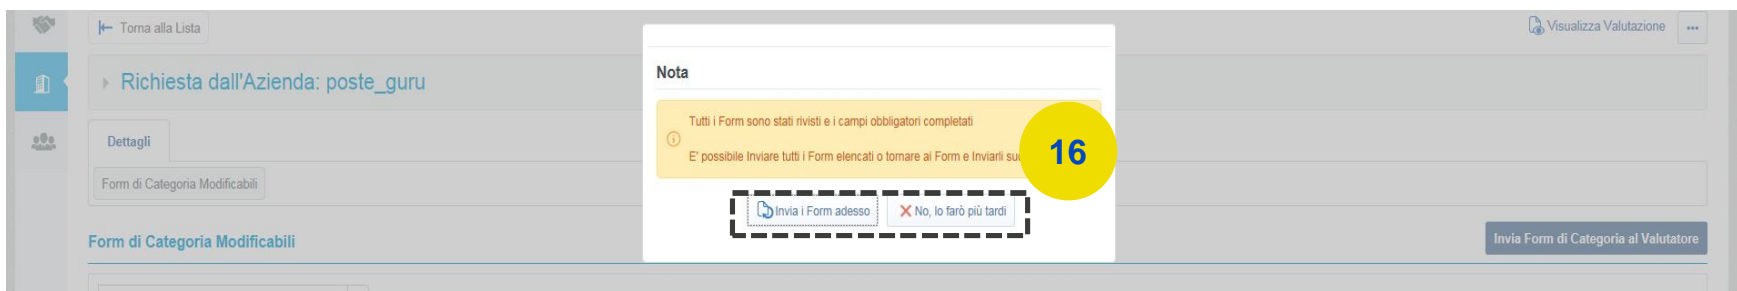 Torna alla Lista
Visualizza Valutazione
Richiesta dall'Azienda: poste_guru
Dettagli
Form di Categoria Modificabili
Form di Categoria Modificabili
Invia Form di Categoria al Valutatore
Nota
Tutti i Form sono stati rivisti e i campi obbligatori completati
E' possibile Inviare tutti i Form elencati o tornare ai Form e Inviarli
16
Invia i Form adesso
No, lo farò più tardi